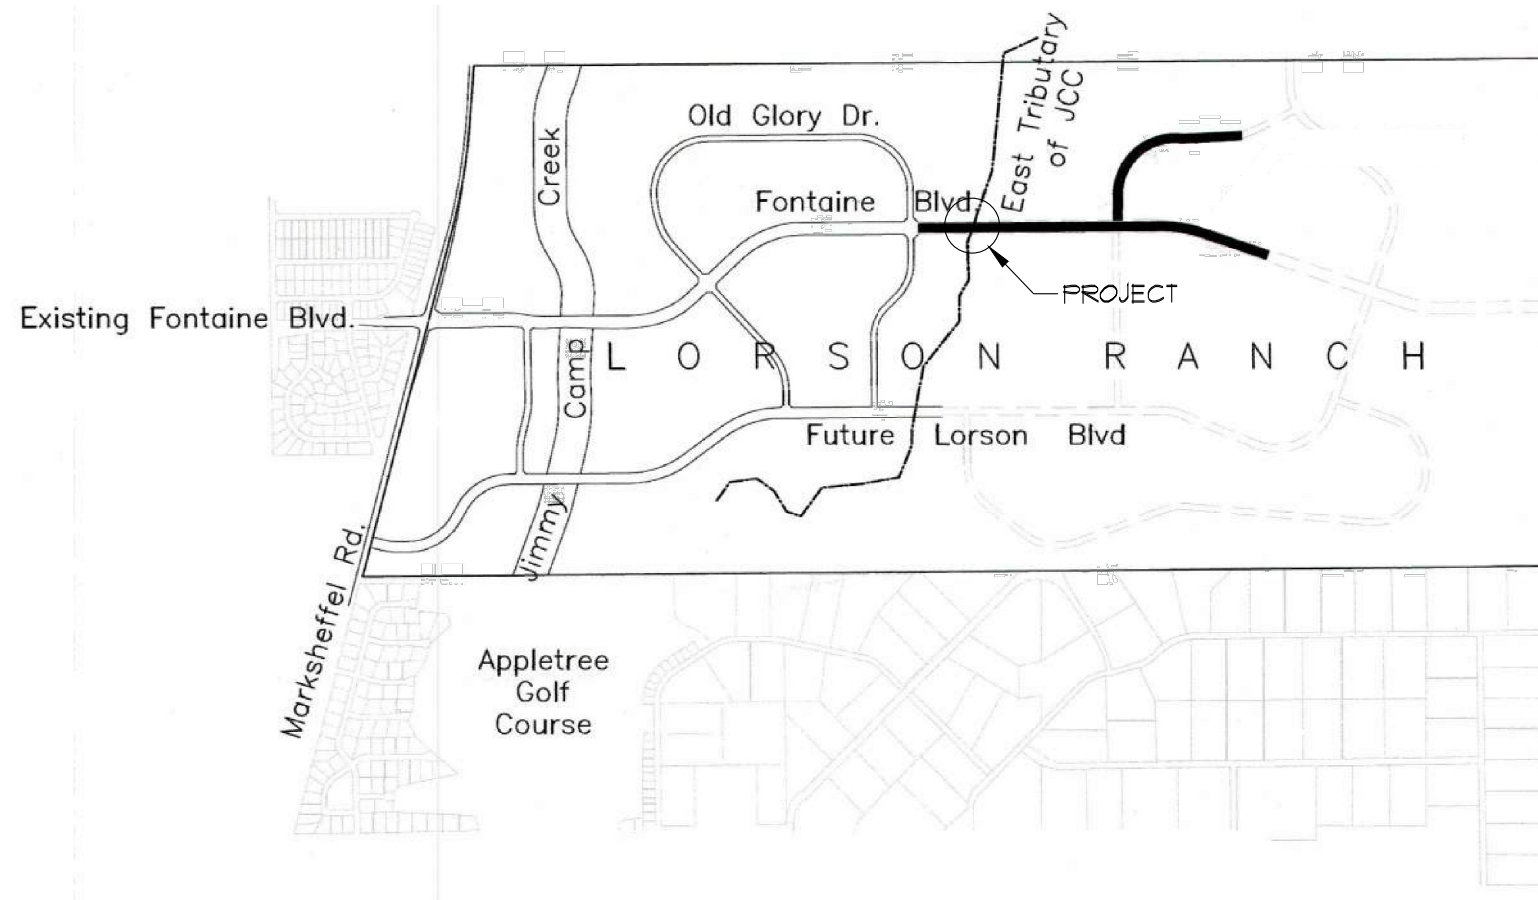 Old Glory Dr.
East Tributary
of JCC
Creek
Fontaine Blvd.
PROJECT
Existing Fontaine Blvd.
Camp
LORSON RANCH
Future Lorson Blvd
Jimmy
Marksheffel Rd.
Appletree
Golf
Course